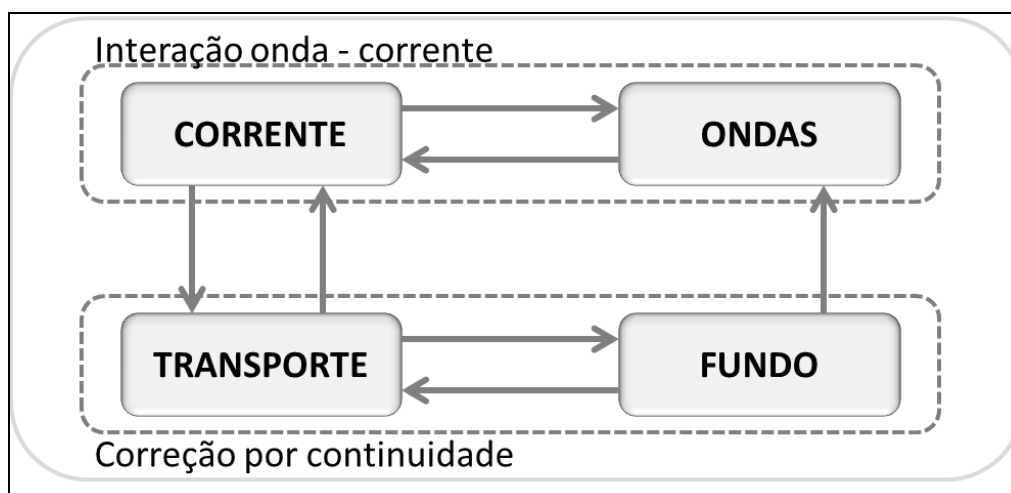 Interação onda - corrente
CORRENTE
ONDAS
TRANSPORTE
FUNDO
Correção por continuidade